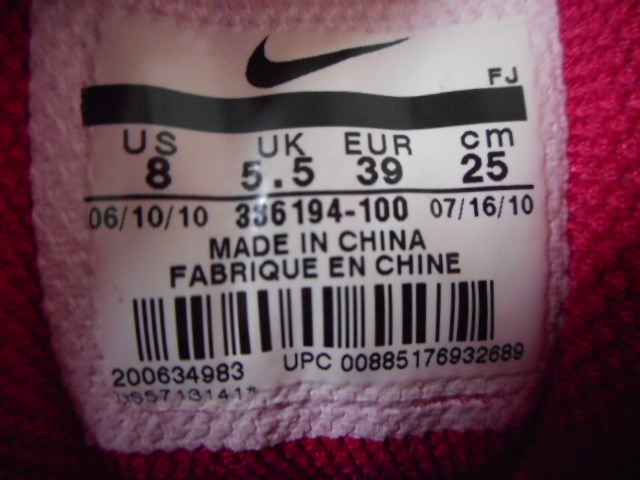 FJ
US UK EUR cm
8 5.5 39 25
06/10/10 336194-100 07/16/10
MADE IN CHINA
FABRIQUE EN CHINE
200634983 UPC 00885176932689